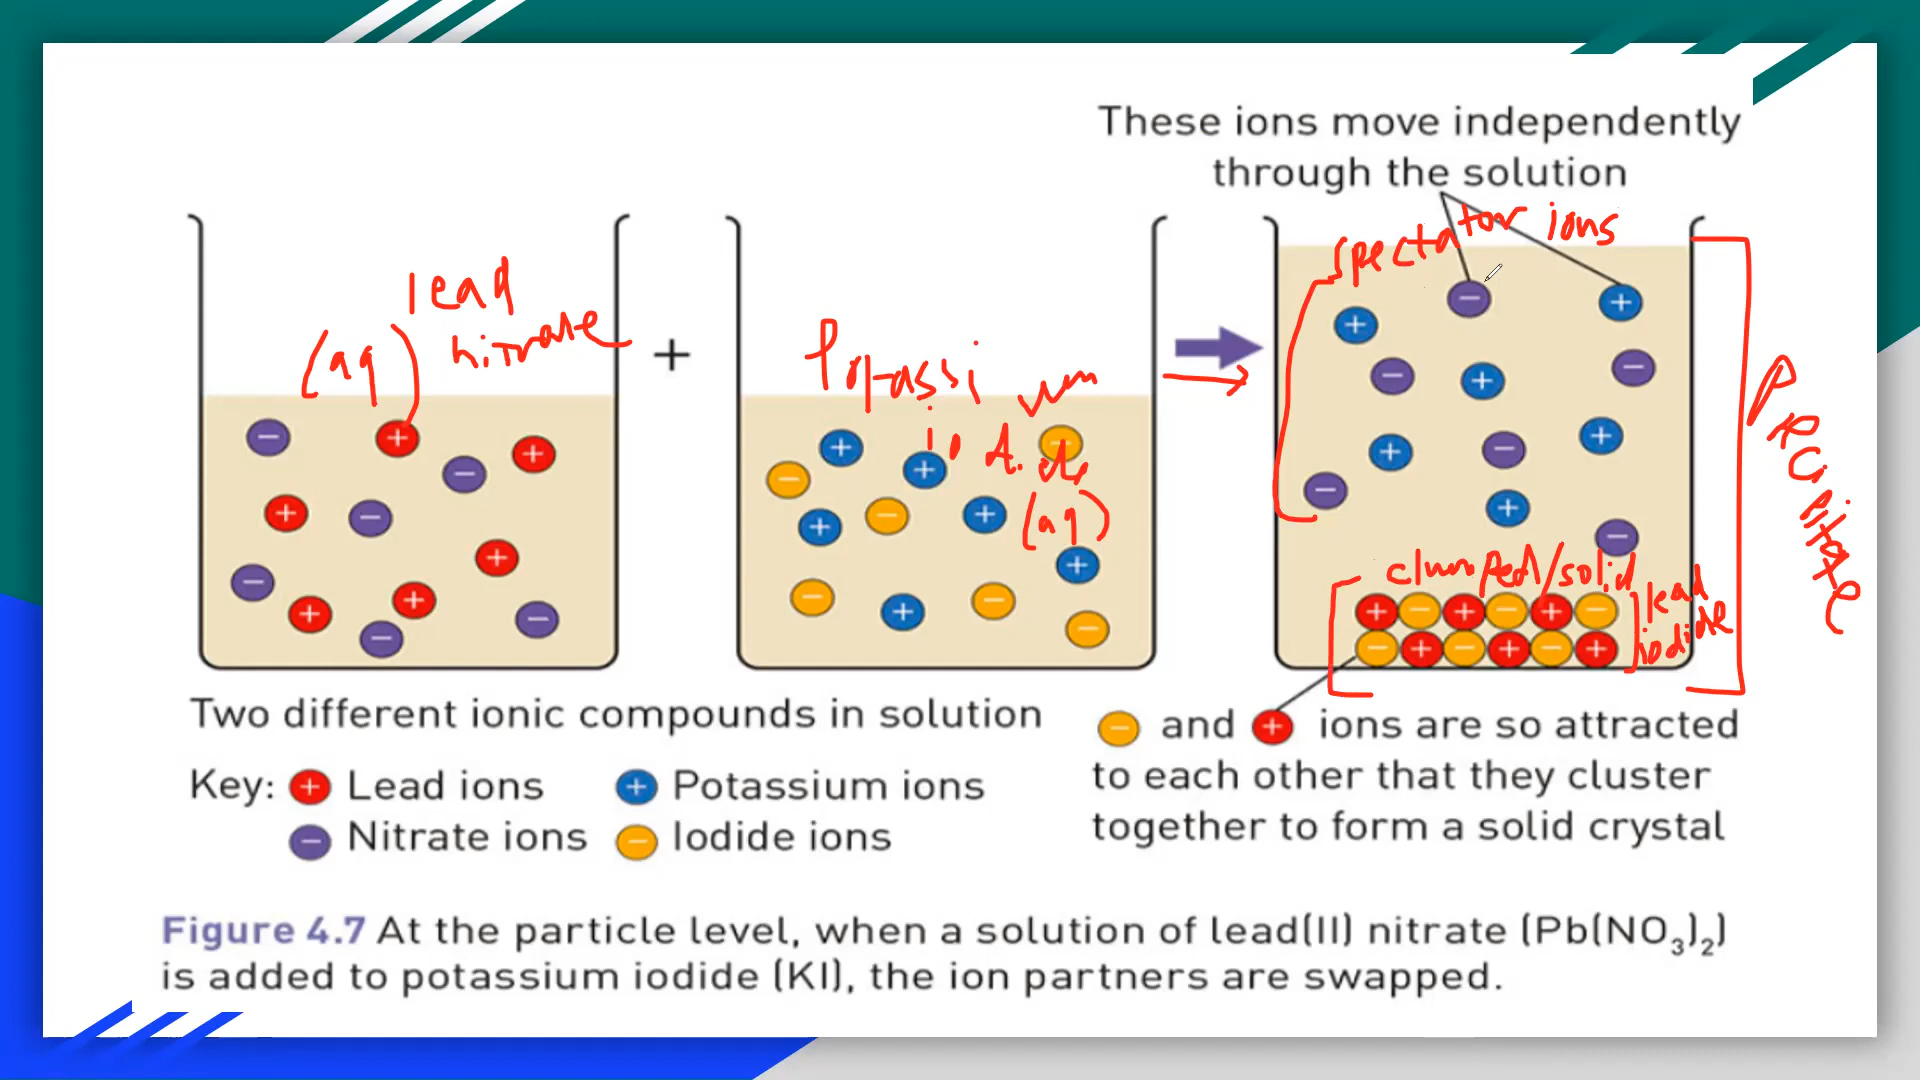 These ions move independently
through the solution
spectator ions
lead
nitrate
(aq)
+
Potassium
iodide
(aq)
Precipitate
clumped/solid
lead
iodide
Two different ionic compounds in solution
Key: + Lead ions + Potassium ions
− Nitrate ions − Iodide ions
− and + ions are so attracted
to each other that they cluster
together to form a solid crystal
Figure 4.7 At the particle level, when a solution of lead(II) nitrate (Pb(NO₃)₂)
is added to potassium iodide (KI), the ion partners are swapped.